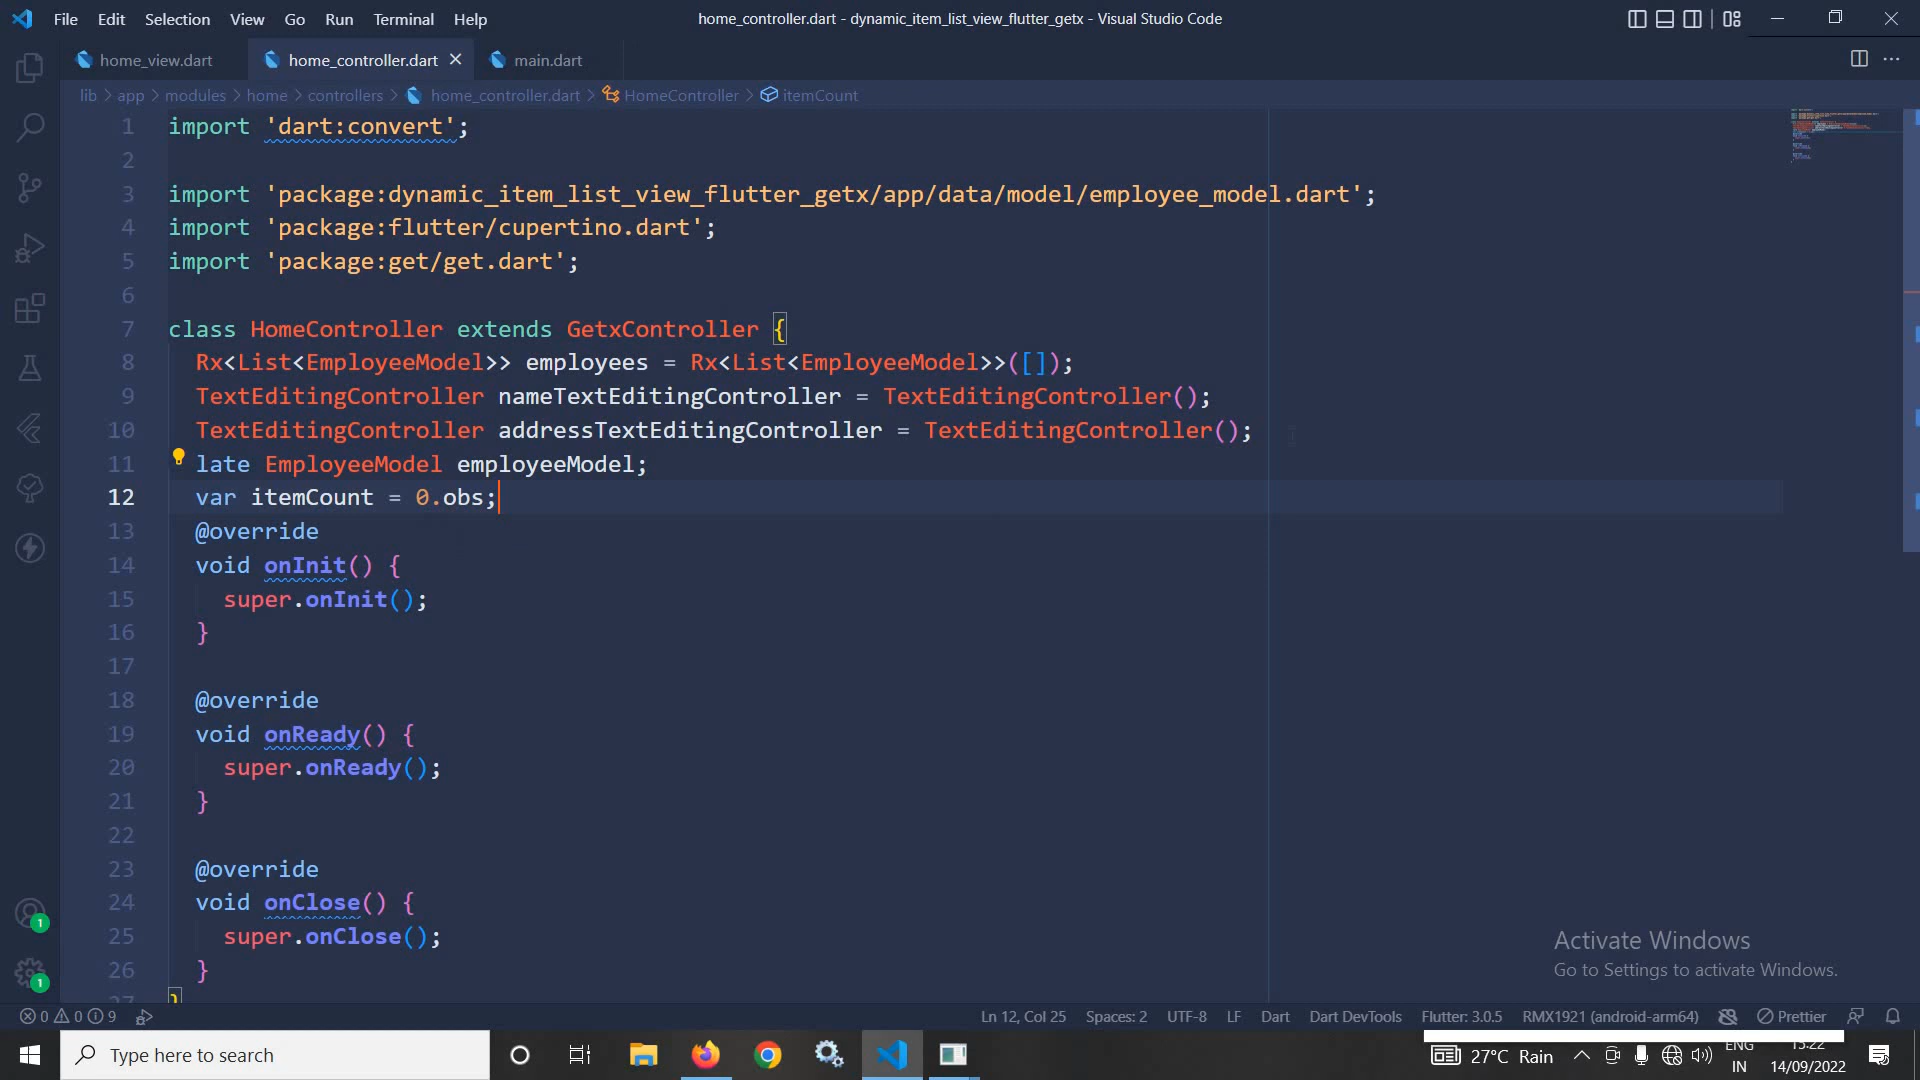 File Edit Selection View Go Run Terminal Help
home_controller.dart - dynamic_item_list_view_flutter_getx - Visual Studio Code
home_view.dart home_controller.dart main.dart
lib > app > modules > home > controllers > home_controller.dart > HomeController > itemCount
1 import 'dart:convert';
2
3 import 'package:dynamic_item_list_view_flutter_getx/app/data/model/employee_model.dart';
4 import 'package:flutter/cupertino.dart';
5 import 'package:get/get.dart';
6
7 class HomeController extends GetxController {
8 Rx<List<EmployeeModel>> employees = Rx<List<EmployeeModel>>([]);
9 TextEditingController nameTextEditingController = TextEditingController();
10 TextEditingController addressTextEditingController = TextEditingController();
11 late EmployeeModel employeeModel;
12 var itemCount = 0.obs;
13 @override
14 void onInit() {
15 super.onInit();
16 }
17
18 @override
19 void onReady() {
20 super.onReady();
21 }
22
23 @override
24 void onClose() {
25 super.onClose();
26 }
27 }
1
1
Activate Windows
Go to Settings to activate Windows.
0 0 9 Ln 12, Col 25 Spaces: 2 UTF-8 LF Dart Dart DevTools Flutter: 3.0.5 RMX1921 (android-arm64) Prettier
Type here to search
27°C Rain
ENG
IN
15:22
14/09/2022